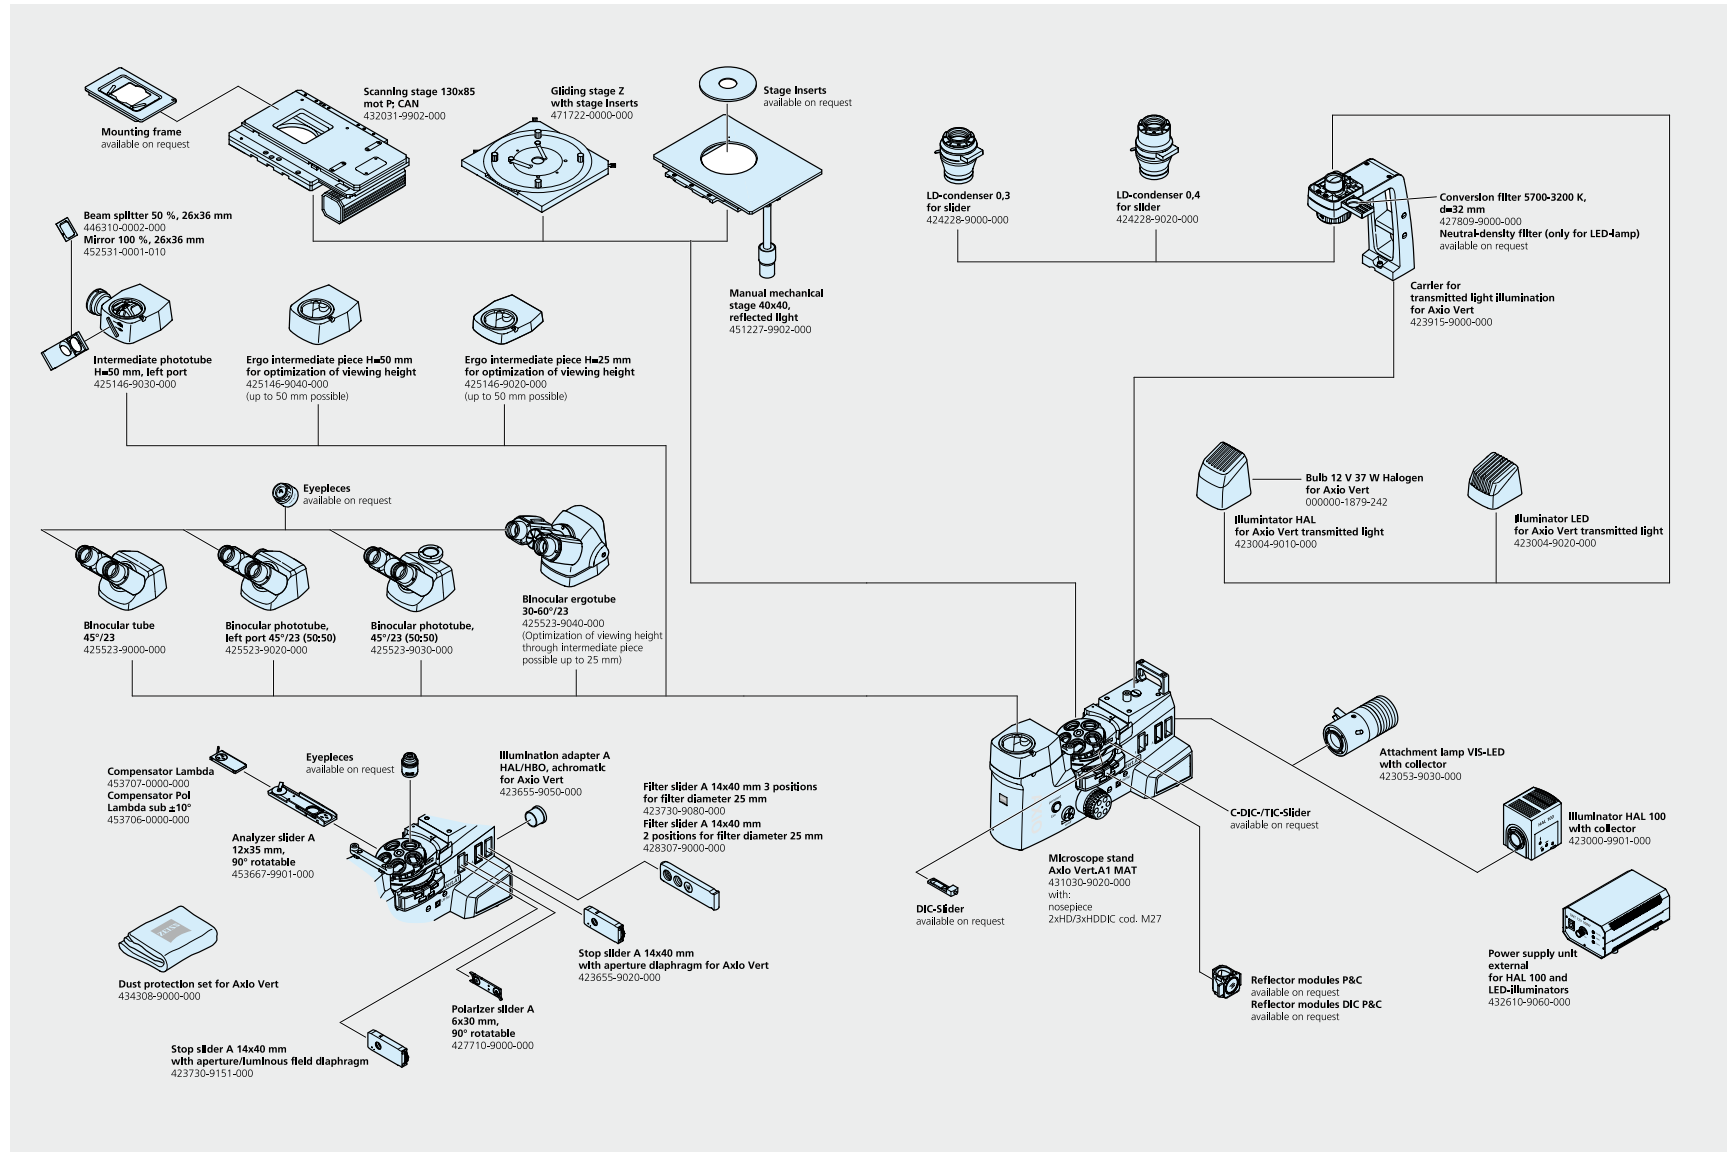 Mounting frame
available on request
Scanning stage 130x85
mot P; CAN
432031-9902-000
Gliding stage Z
with stage inserts
471722-0000-000
Stage inserts
available on request
LD-condenser 0,3
for slider
424228-9000-000
LD-condenser 0,4
for slider
424228-9020-000
Conversion filter 5700-3200 K,
d=32 mm
427809-9000-000
Neutral-density filter (only for LED-lamp)
available on request
Carrier for
transmitted light illumination
for Axio Vert
423915-9000-000
Beam splitter 50 %, 26x36 mm
446310-0002-000
Mirror 100 %, 26x36 mm
452531-0001-010
Manual mechanical
stage 40x40,
reflected light
451227-9902-000
Intermediate phototube
H=50 mm, left port
425146-9030-000
Ergo intermediate piece H=50 mm
for optimization of viewing height
425146-9040-000
(up to 50 mm possible)
Ergo intermediate piece H=25 mm
for optimization of viewing height
425146-9020-000
(up to 50 mm possible)
Bulb 12 V 37 W Halogen
for Axio Vert
000000-1879-242
Illumintator HAL
for Axio Vert transmitted light
423004-9010-000
Illuminator LED
for Axio Vert transmitted light
423004-9020-000
Eyepieces
available on request
Binocular tube
45°/23
425523-9000-000
Binocular phototube,
left port 45°/23 (50:50)
425523-9020-000
Binocular phototube,
45°/23 (50:50)
425523-9030-000
Binocular ergotube
30-60°/23
425523-9040-000
(Optimization of viewing height
through intermediate piece
possible up to 25 mm)
Compensator Lambda
453707-0000-000
Compensator Pol
Lambda sub ±10°
453706-0000-000
Eyepieces
available on request
Illumination adapter A
HAL/HBO, achromatic
for Axio Vert
423655-9050-000
Filter slider A 14x40 mm 3 positions
for filter diameter 25 mm
423730-9080-000
Filter slider A 14x40 mm
2 positions for filter diameter 25 mm
428307-9000-000
Analyzer slider A
12x35 mm,
90° rotatable
453667-9901-000
Attachment lamp VIS-LED
with collector
423053-9030-000
C-DIC-/TIC-Slider
available on request
HAL 100
Illuminator HAL 100
with collector
423000-9901-000
Microscope stand
Axio Vert.A1 MAT
431030-9020-000
with:
nosepiece
2xHD/3xHDDIC cod. M27
DIC-Slider
available on request
ZEISS
Dust protection set for Axio Vert
434308-9000-000
Stop slider A 14x40 mm
with aperture diaphragm for Axio Vert
423655-9020-000
Polarizer slider A
6x30 mm,
90° rotatable
427710-9000-000
Stop slider A 14x40 mm
with aperture/luminous field diaphragm
423730-9151-000
Reflector modules P&C
available on request
Reflector modules DIC P&C
available on request
Power supply unit
external
for HAL 100 and
LED-illuminators
432610-9060-000